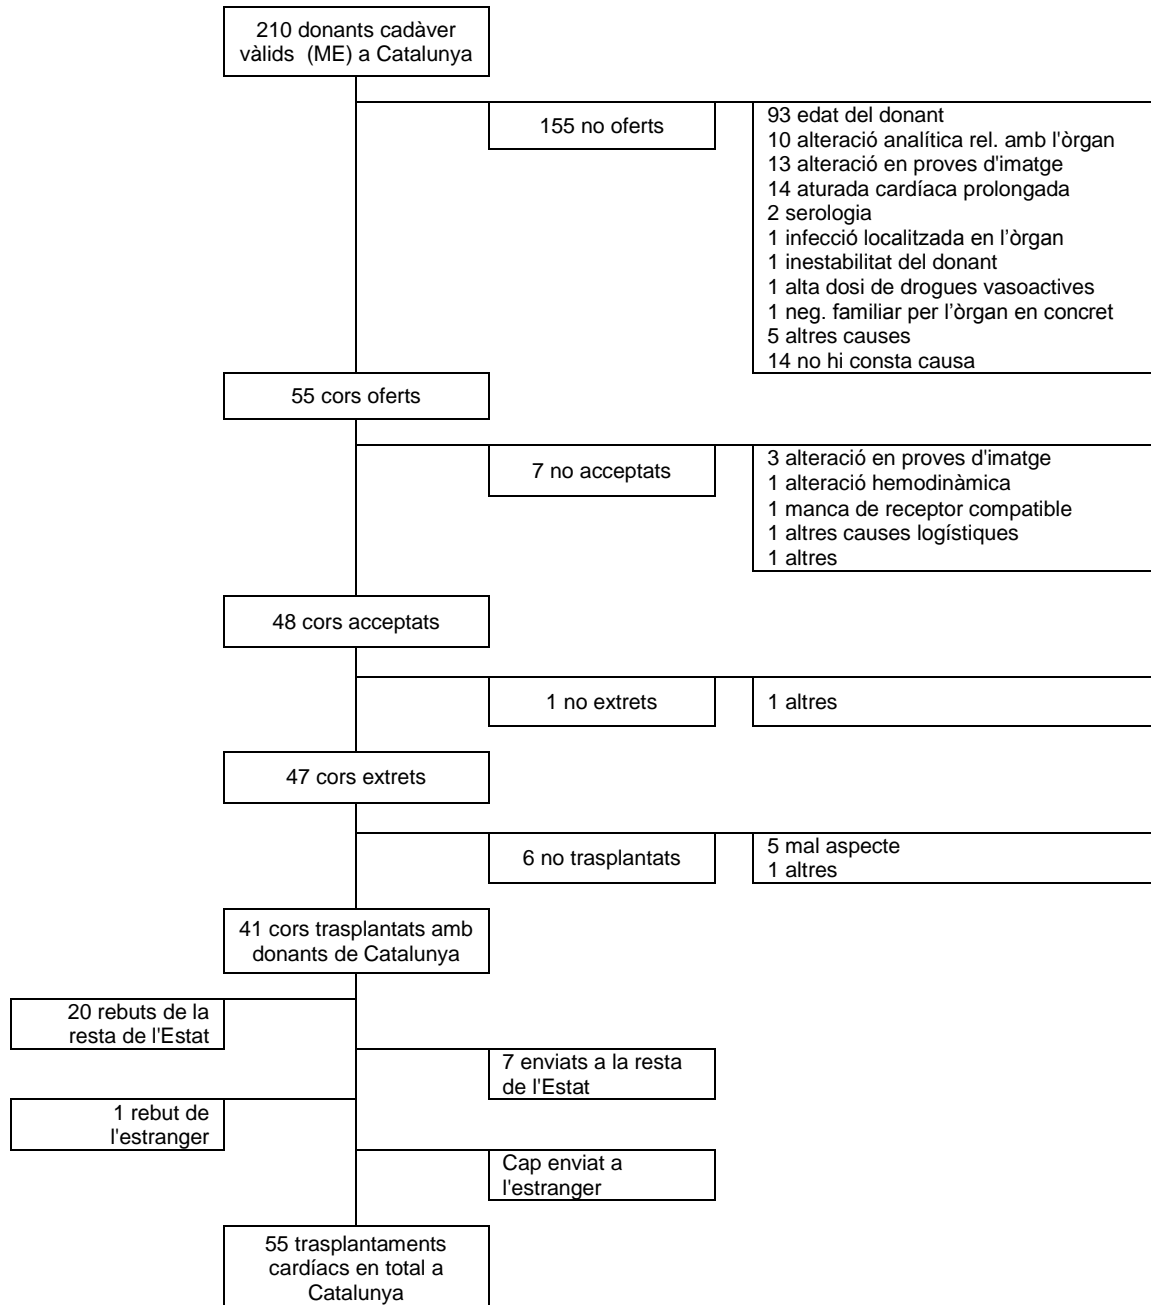 210 donants cadàver
vàlids (ME) a Catalunya
155 no oferts
93 edat del donant
10 alteració analítica rel. amb l'òrgan
13 alteració en proves d'imatge
14 aturada cardíaca prolongada
2 serologia
1 infecció localitzada en l’òrgan
1 inestabilitat del donant
1 alta dosi de drogues vasoactives
1 neg. familiar per l’òrgan en concret
5 altres causes
14 no hi consta causa
55 cors oferts
7 no acceptats
3 alteració en proves d'imatge
1 alteració hemodinàmica
1 manca de receptor compatible
1 altres causes logístiques
1 altres
48 cors acceptats
1 no extrets
1 altres
47 cors extrets
6 no trasplantats
5 mal aspecte
1 altres
41 cors trasplantats amb
donants de Catalunya
20 rebuts de la
resta de l'Estat
7 enviats a la resta
de l'Estat
1 rebut de
l'estranger
Cap enviat a
l'estranger
55 trasplantaments
cardíacs en total a
Catalunya